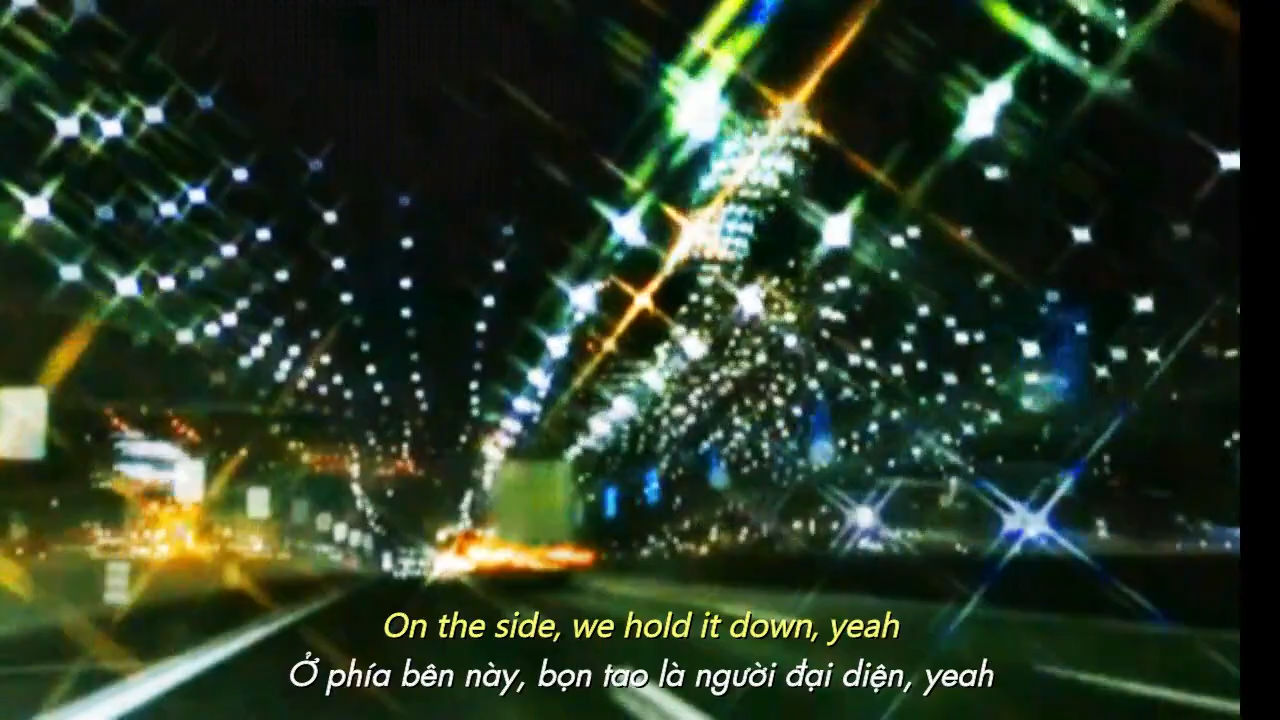 On the side, we hold it down, yeah
Ở phía bên này, bọn tao là người đại diện, yeah